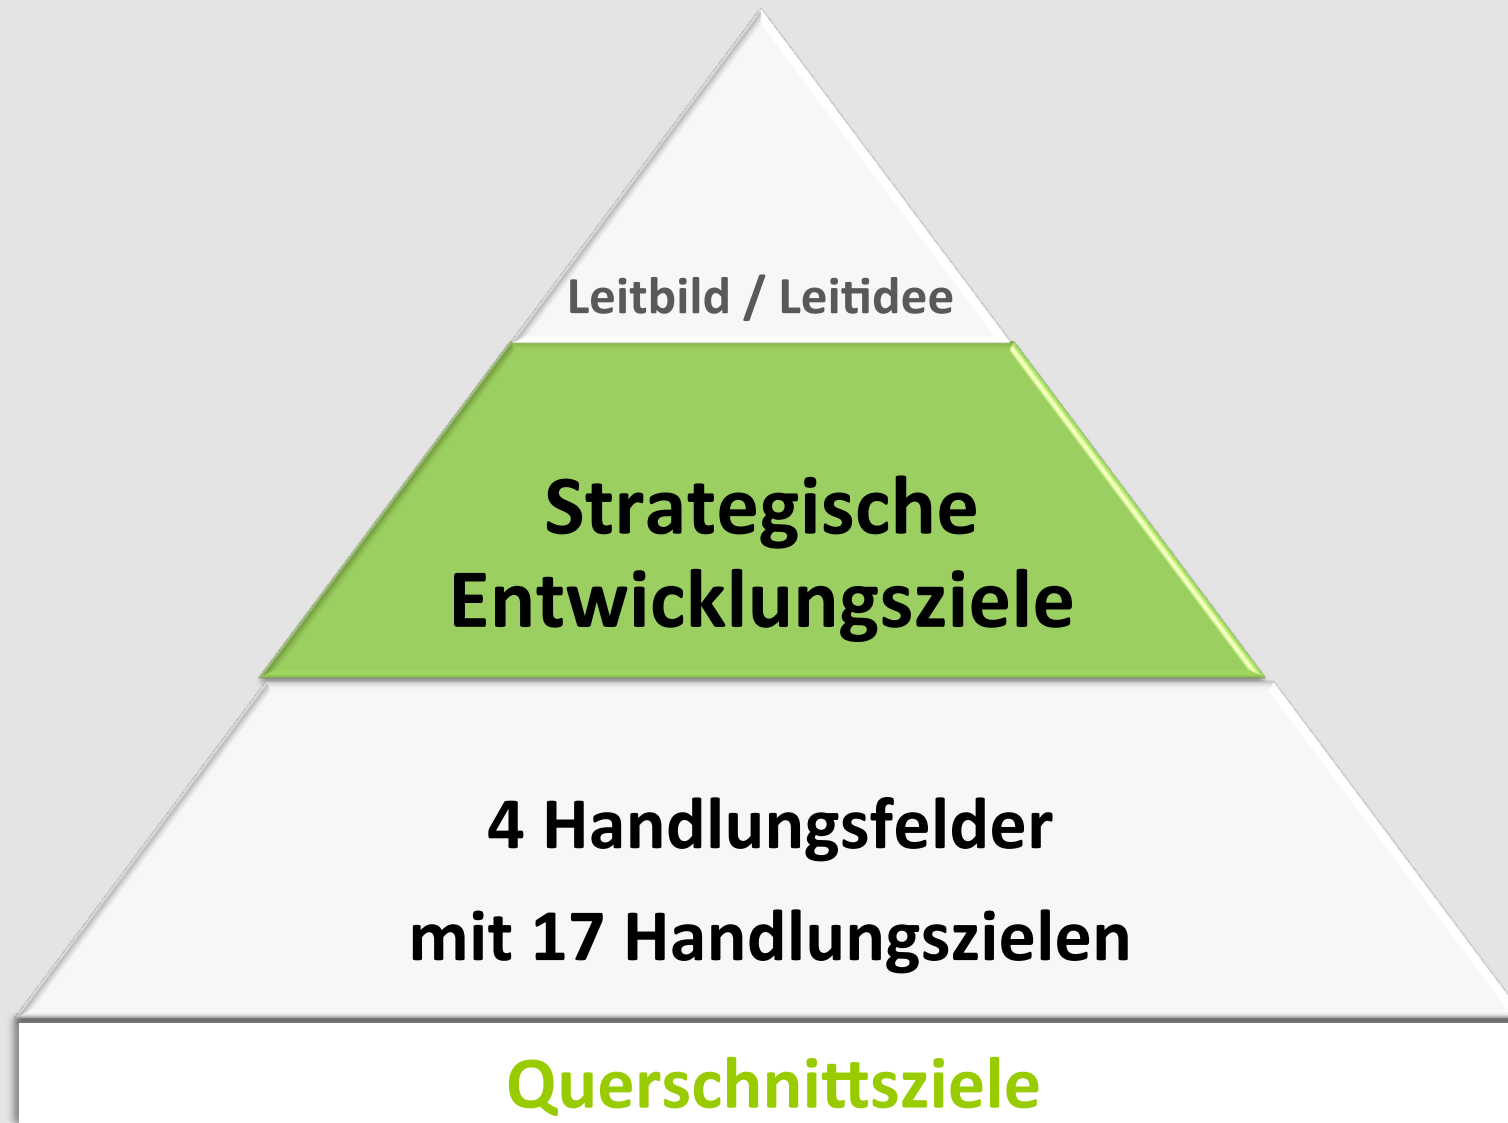 Leitbild / Leitidee
Strategische
Entwicklungsziele
4 Handlungsfelder
mit 17 Handlungszielen
Querschnittsziele